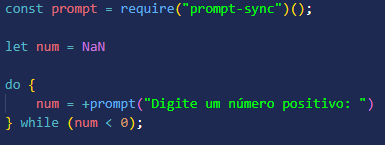 const prompt = require("prompt-sync")();
let num = NaN
do {
    num = +prompt("Digite um número positivo: ")
} while (num < 0);